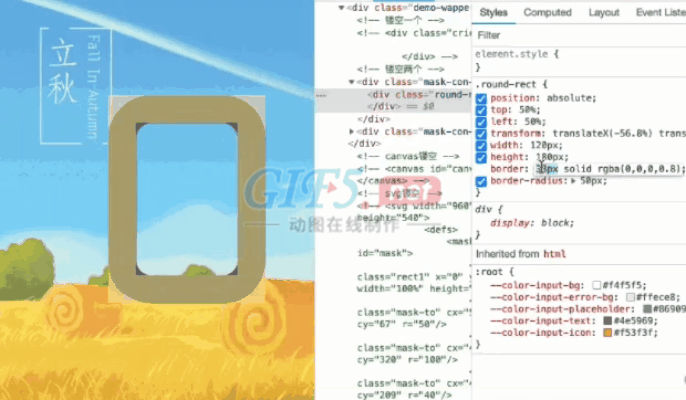 立秋
Fall In Autumn
GIF5.net
动图在线制作
<div class="demo-wappe
<!-- 镂空一个 -->
<div class="crie
</div> -->
<!-- 镂空两个 -->
<div class="mask-con
<div class="round-r
</div> == $0
</div>
<div class="mask-con
</div>
<!-- canvas镂空
<canvas id="can
</canvas> -->
<!-- svg镂空
<svg width="960
height="540">
<defs>
<mask
id="mask">
class="rect1" x="0" y
width="100%" height=
class="mask-to" cx="5
cy="67" r="50"/>
class="mask-to" cx="
cy="320" r="100"/>
class="mask-to" cx="4
cy="209" r="40"/>
Styles Computed Layout Event Liste
Filter
element.style {
}
.round-rect {
position: absolute;
top: 50%;
left: 50%;
transform: translateX(-56.8%) trans
width: 120px;
height: 180px;
border: 33px solid rgba(0,0,0,0.8);
border-radius: 50px;
}
div {
display: block;
}
Inherited from html
:root {
--color-input-bg: #f4f5f5;
--color-input-error-bg: #ffece8;
--color-input-placeholder: #86909
--color-input-text: #4e5969;
--color-input-icon: #f53f3f;
}